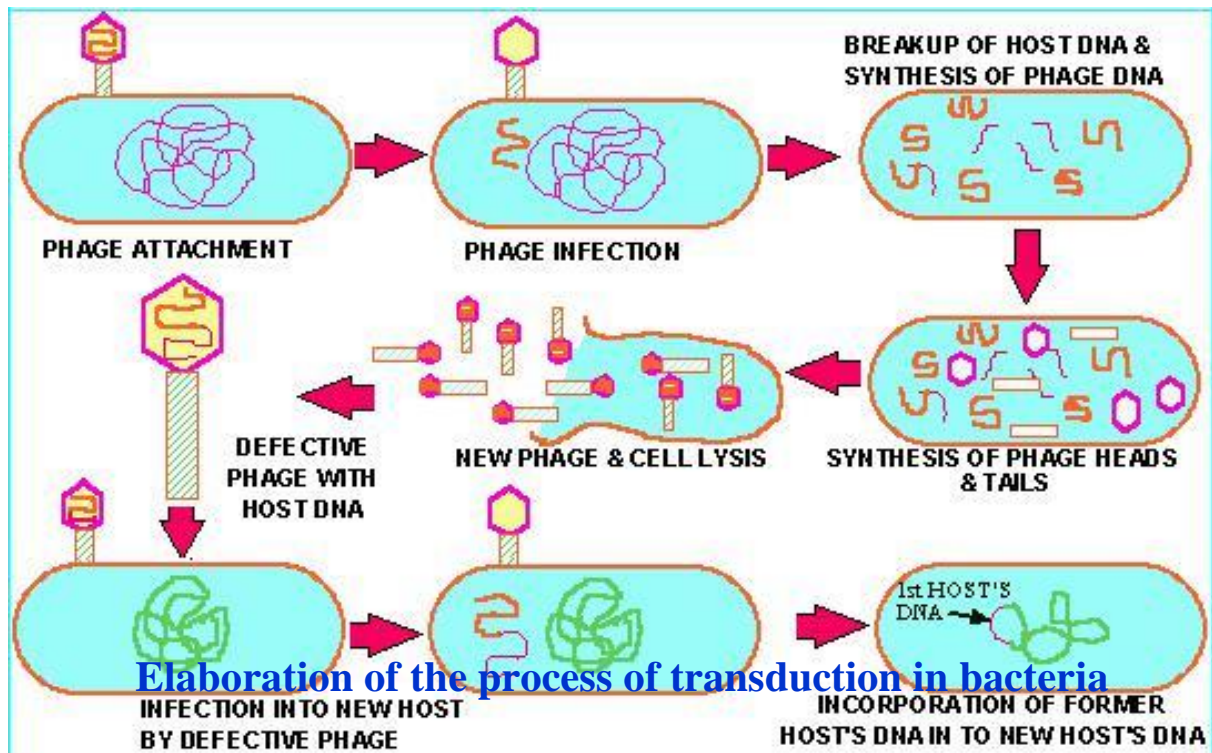 BREAKUP OF HOST DNA &
SYNTHESIS OF PHAGE DNA
PHAGE ATTACHMENT
PHAGE INFECTION
DEFECTIVE
PHAGE WITH
HOST DNA
NEW PHAGE & CELL LYSIS
SYNTHESIS OF PHAGE HEADS
& TAILS
1st HOST'S
DNA
Elaboration of the process of transduction in bacteria
INFECTION INTO NEW HOST
BY DEFECTIVE PHAGE
INCORPORATION OF FORMER
HOST'S DNA IN TO NEW HOST'S DNA